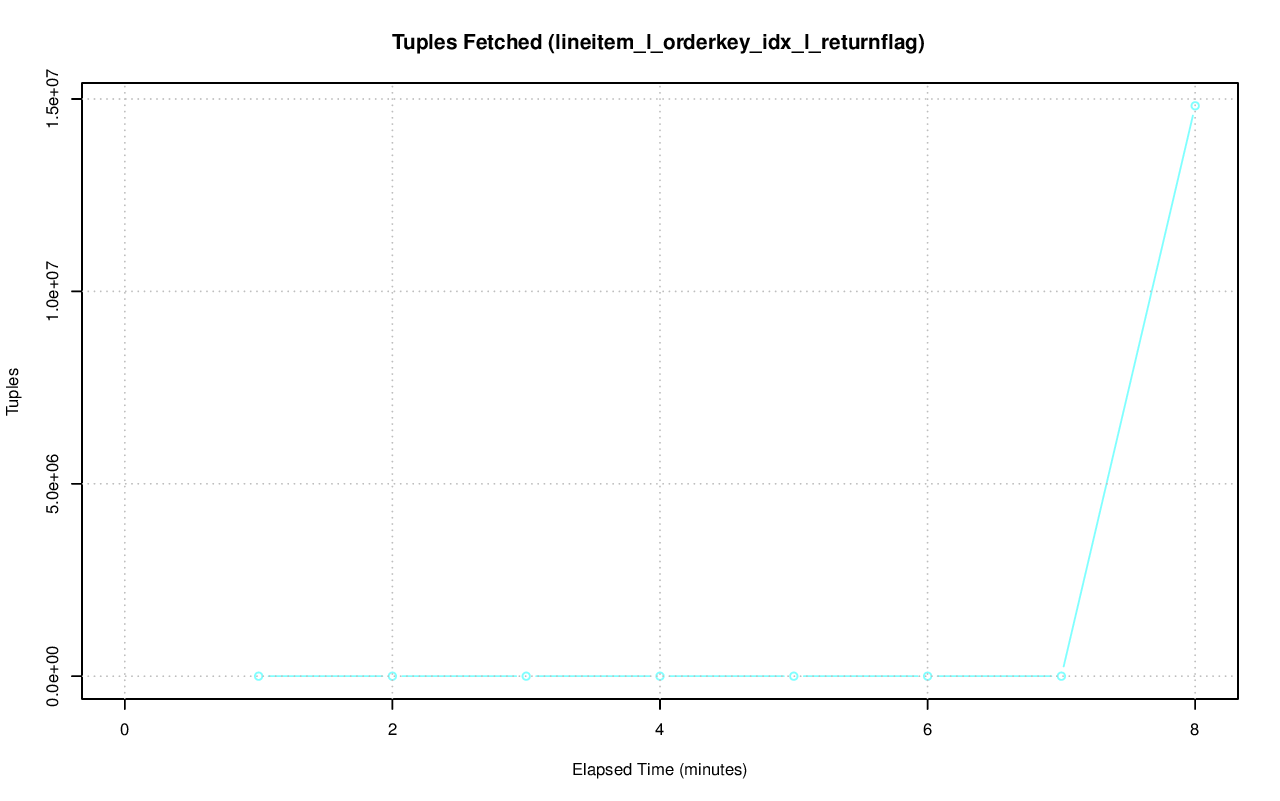 Tuples Fetched (lineitem_l_orderkey_idx_l_returnflag)
1.5e+07
1.0e+07
5.0e+06
0.0e+00
Tuples
0 2 4 6 8
Elapsed Time (minutes)